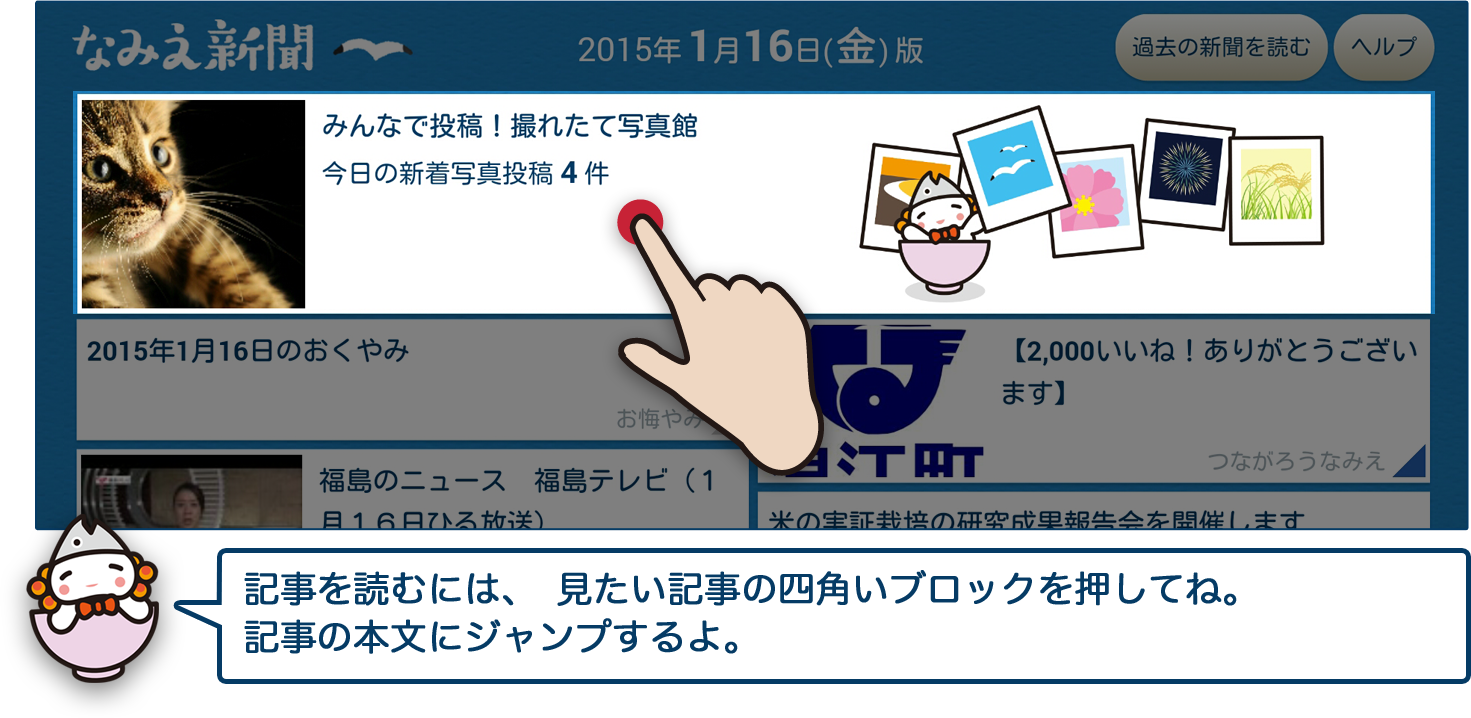 なみえ新聞
2015年1月16日(金)版
過去の新聞を読む
ヘルプ
みんなで投稿！撮れたて写真館
今日の新着写真投稿 4 件
2015年1月16日のおくやみ
お悔やみ
【2,000いいね！ありがとうござい
ます】
江町
つながろうなみえ
福島のニュース　福島テレビ（１
月１６日ひる放送）
米の実証栽培の研究成果報告会を開催します
記事を読むには、 見たい記事の四角いブロックを押してね。
記事の本文にジャンプするよ。